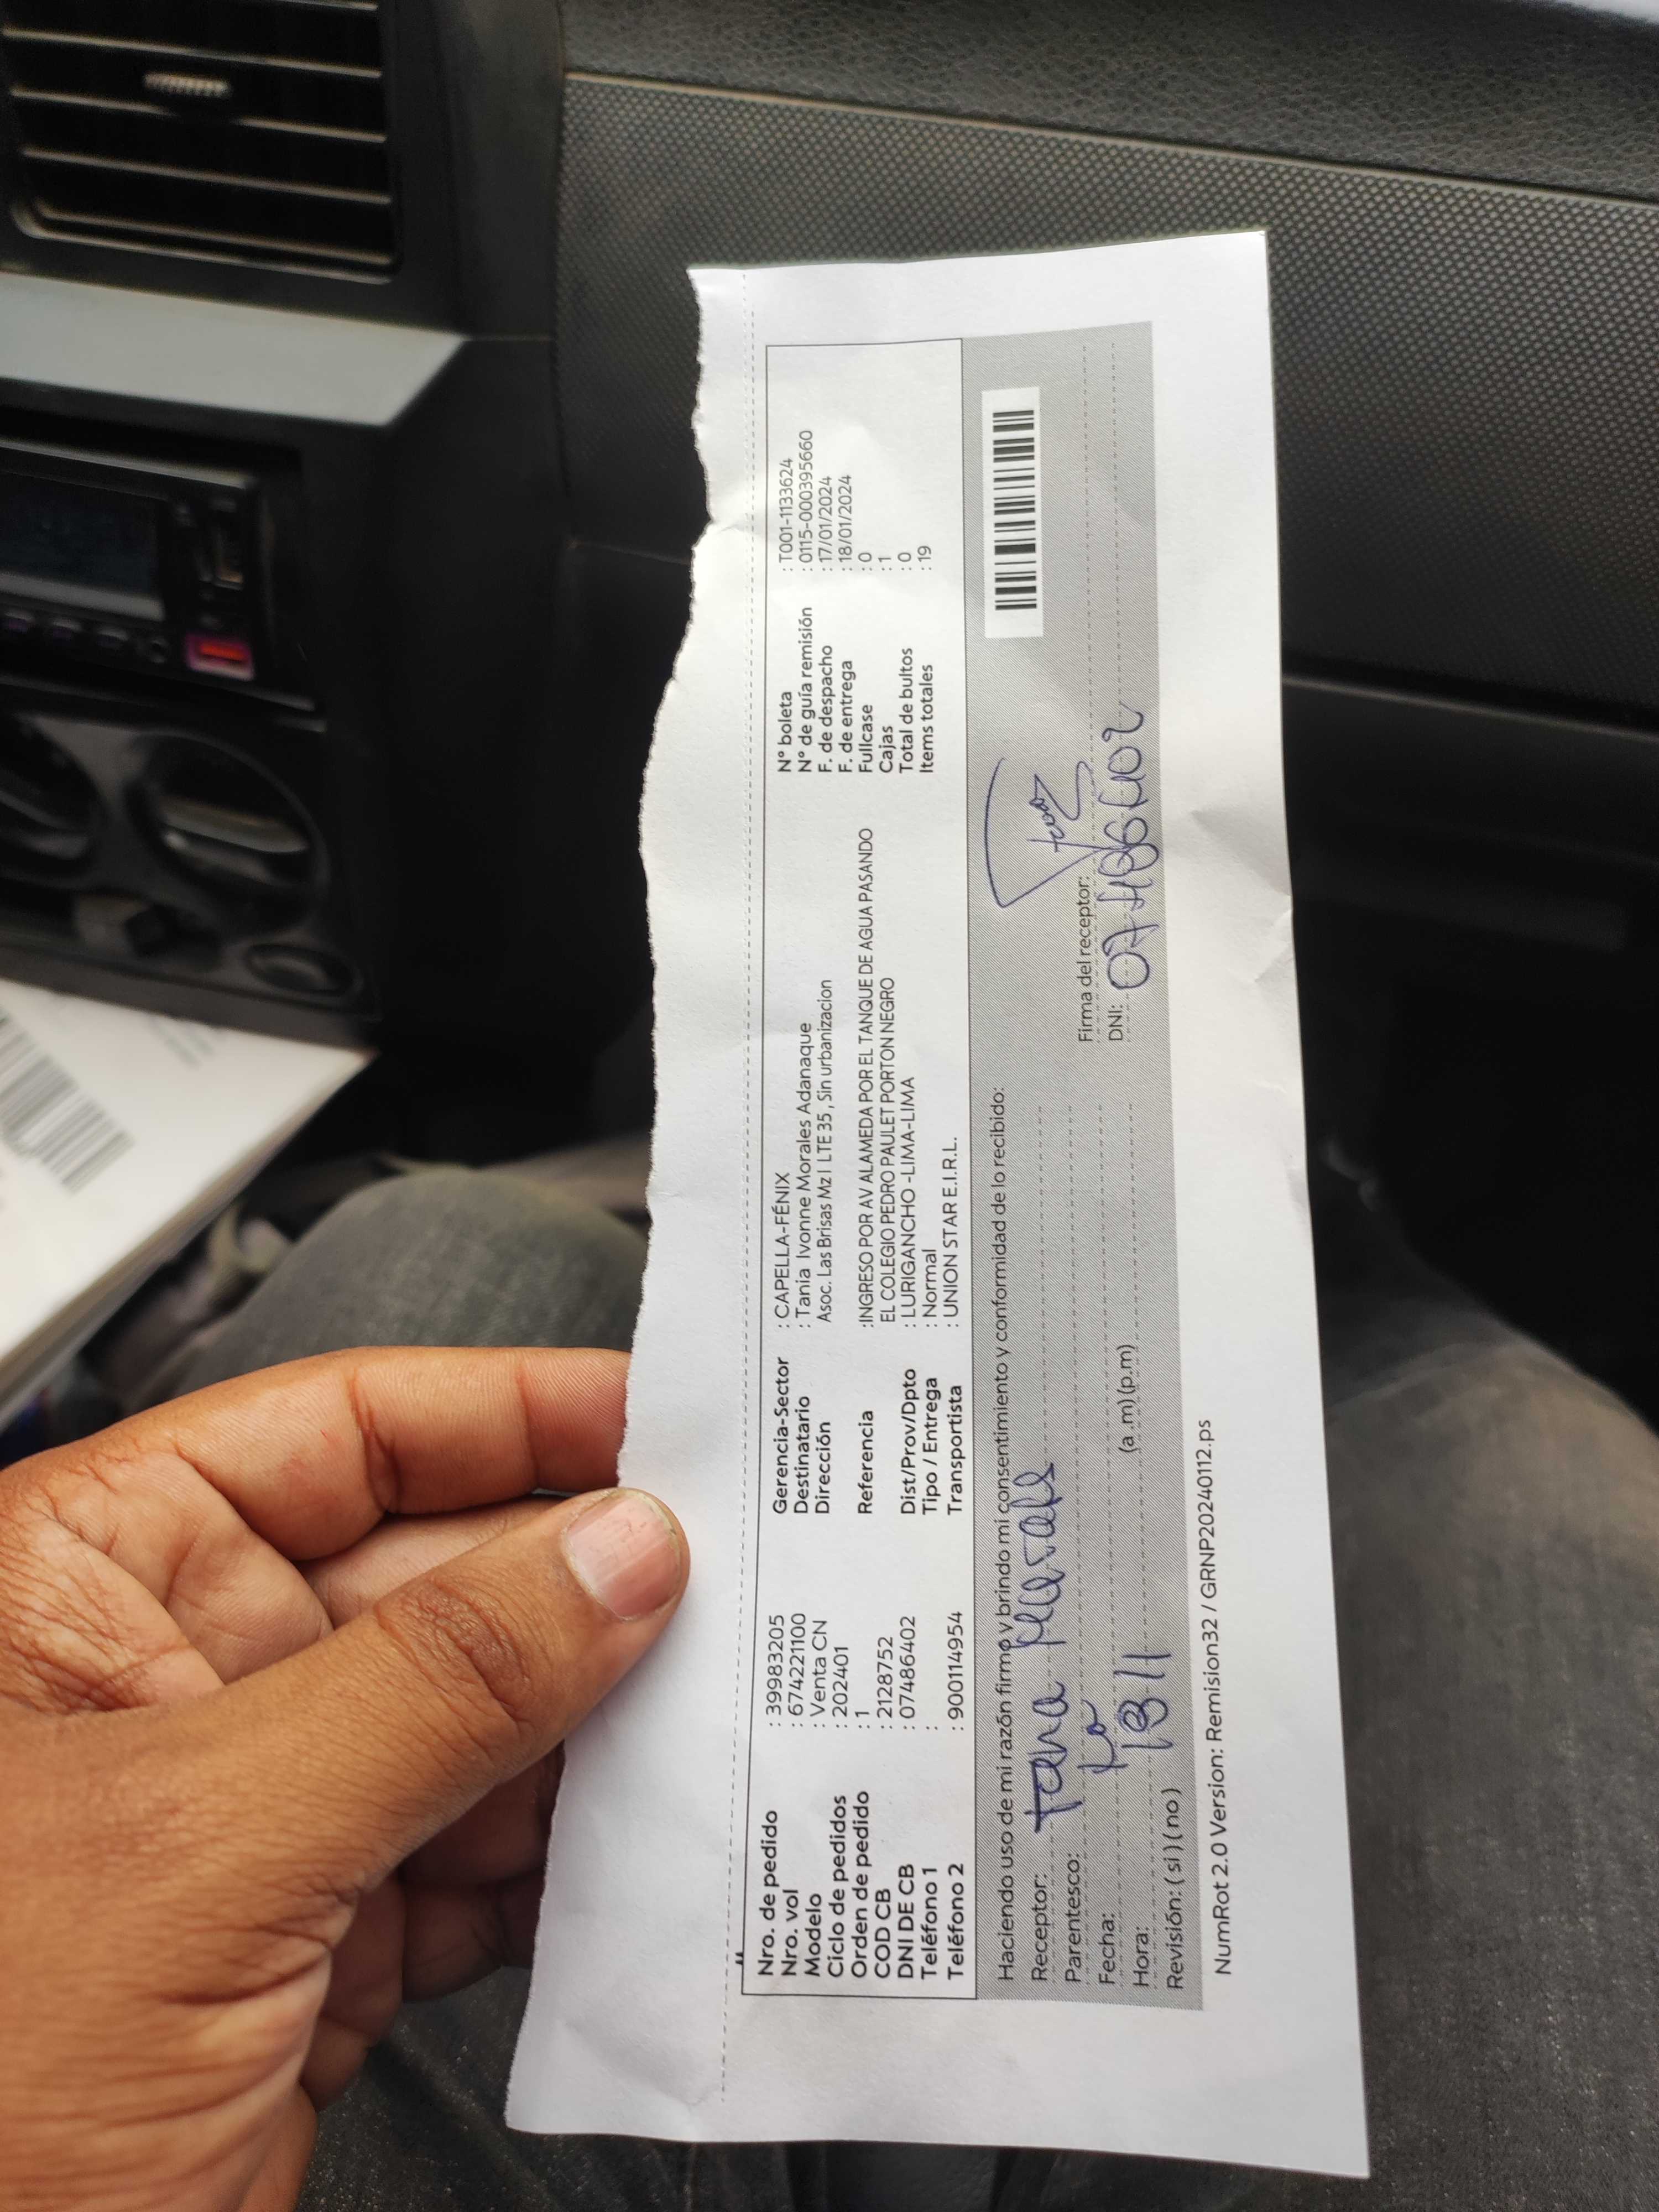 Nro. de pedido : 39983205 Gerencia-Sector : CAPELLA-FÉNIX N° boleta : T001-1133624
Nro. vol : 674221100 Destinatario : Tania Ivonne Morales Adanaque N° de guía remisión : 0115-000395660
Modelo : Venta CN Dirección Asoc. Las Brisas Mz I LTE 35 , Sin urbanizacion F. de despacho : 17/01/2024
Ciclo de pedidos : 202401 F. de entrega : 18/01/2024
Orden de pedido : 1 Referencia :INGRESO POR AV ALAMEDA POR EL TANQUE DE AGUA PASANDO Fullcase : 0
COD CB : 2128752 EL COLEGIO PEDRO PAULET PORTON NEGRO Cajas : 1
DNI DE CB : 07486402 Dist/Prov/Dpto : LURIGANCHO -LIMA-LIMA Total de bultos : 0
Teléfono 1 : Tipo / Entrega : Normal Items totales : 19
Teléfono 2 : 900114954 Transportista : UNION STAR E.I.R.L.
Haciendo uso de mi razón firmo y brindo mi consentimiento y conformidad de lo recibido:
Receptor: Tania Morales
Parentesco: Firma del receptor:
Fecha: 18/1 DNI: 07486402
Hora: (a.m) (p.m)
Revisión: ( si ) ( no )
NumRot 2.0 Version: Remision32 / GRNP20240112.ps